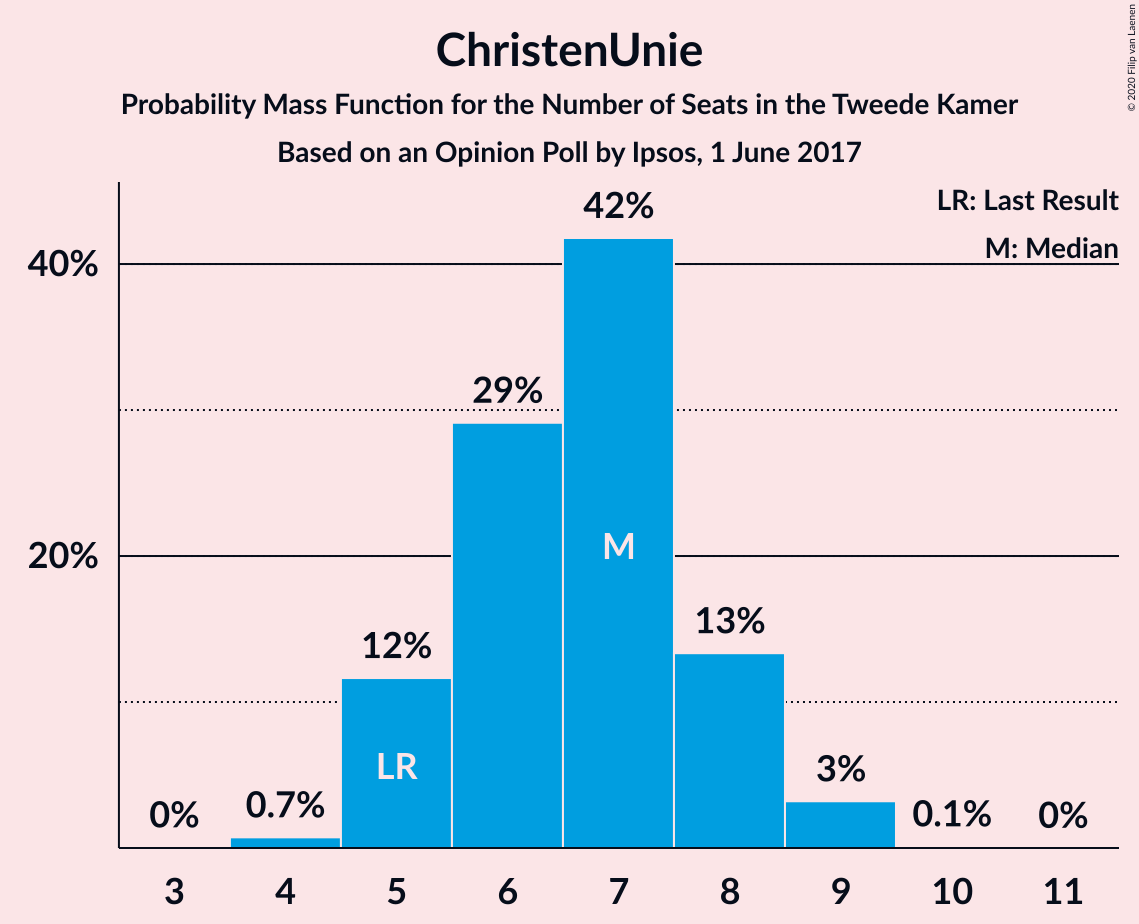 ChristenUnie
Probability Mass Function for the Number of Seats in the Tweede Kamer
Based on an Opinion Poll by Ipsos, 1 June 2017
© 2020 Filip van Laenen
LR: Last Result
M: Median
40%
20%
0%
0.7%
12%
29%
42%
13%
3%
0.1%
0%
LR
M
3 4 5 6 7 8 9 10 11